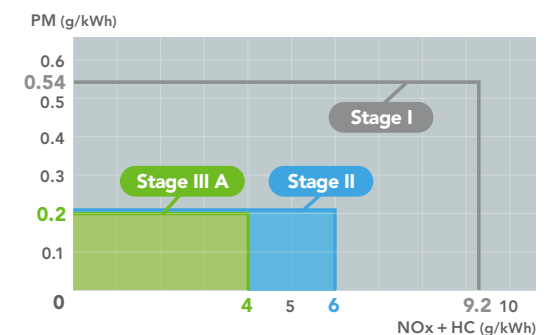 PM (g/kWh)
0.6
0.54
0.5
Stage I
0.4
0.3
Stage III A
Stage II
0.2
0.1
0
4
5
6
9.2
10
NOx + HC (g/kWh)